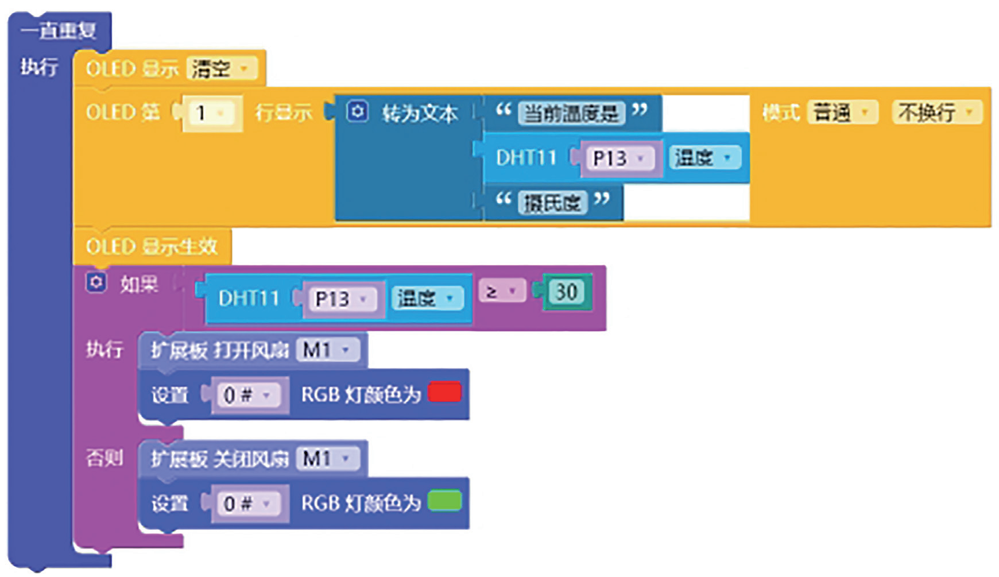 一直重复
执行
OLED 显示 清空
OLED 第 1 行显示 转为文本 “ 当前温度是 ” 模式 普通 不换行
DHT11 P13 温度
“ 摄氏度 ”
OLED 显示生效
如果 DHT11 P13 温度 ≥ 30
执行 扩展板 打开风扇 M1
设置 0 # RGB 灯颜色为
否则 扩展板 关闭风扇 M1
设置 0 # RGB 灯颜色为